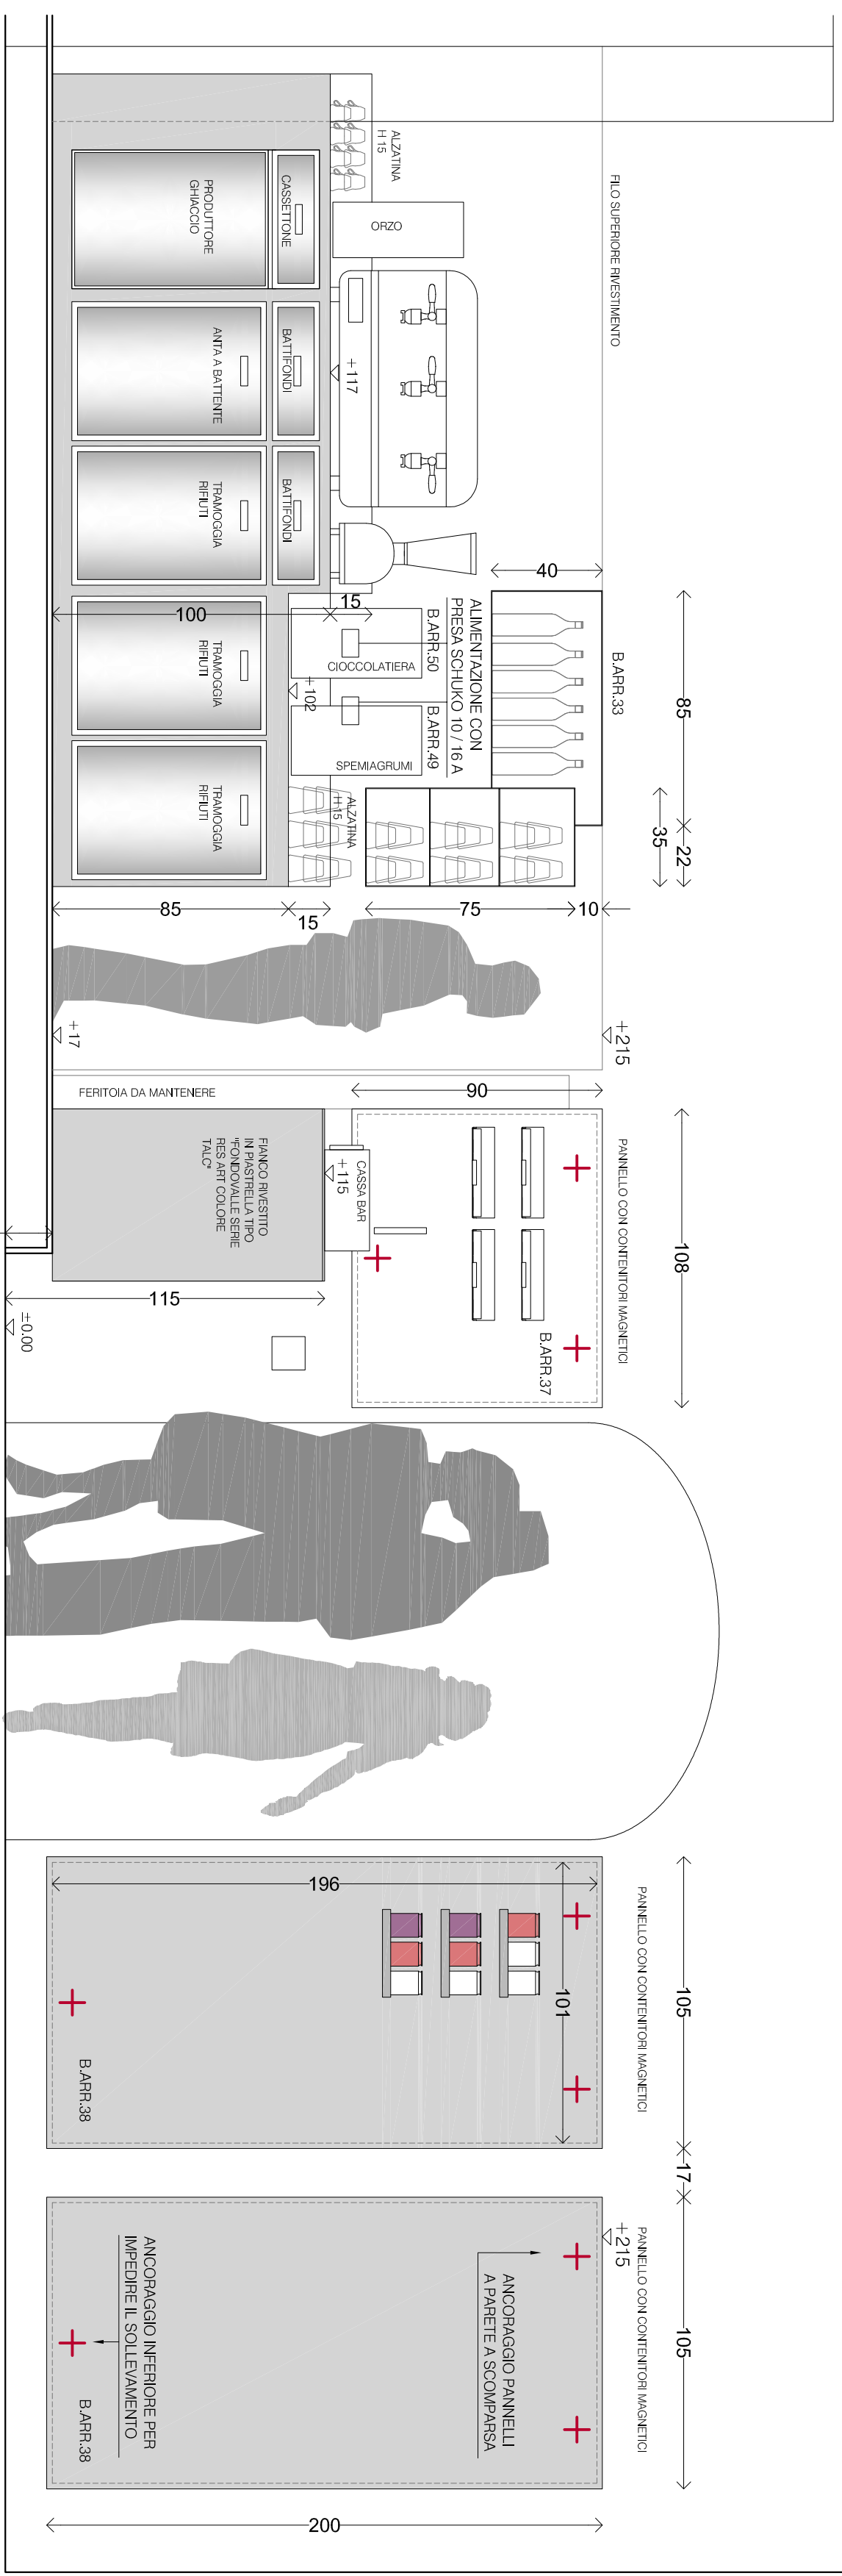 FILO SUPERIORE RIVESTIMENTO
ALZATINA
H 15
ORZO
CASSETTONE
PRODUTTORE
GHIACCIO
+117
BATTIFONDI
ANTA A BATTENTE
BATTIFONDI
TRAMOGGIA
RIFIUTI
40
85
B.ARR.33
ALIMENTAZIONE CON
PRESA SCHUKO 10 / 16 A
B.ARR.50
B.ARR.49
15
100
CIOCCOLATIERA
+102
SPEMIAGRUMI
TRAMOGGIA
RIFIUTI
TRAMOGGIA
RIFIUTI
ALZATINA
H 15
35
22
10
75
15
85
+215
+17
FERITOIA DA MANTENERE
90
PANNELLO CON CONTENITORI MAGNETICI
108
CASSA BAR
+115
FIANCO RIVESTITO
IN PIASTRELLA TIPO
"FONDOVALLE SERIE
RES ART COLORE
TALC"
115
±0.00
B.ARR.37
PANNELLO CON CONTENITORI MAGNETICI
105
196
101
B.ARR.38
17
PANNELLO CON CONTENITORI MAGNETICI
105
+215
ANCORAGGIO PANNELLI
A PARETE A SCOMPARSA
ANCORAGGIO INFERIORE PER
IMPEDIRE IL SOLLEVAMENTO
B.ARR.38
200